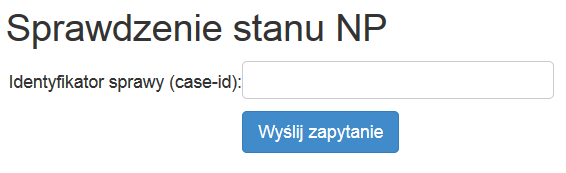 Sprawdzenie stanu NP
Identyfikator sprawy (case-id):
Wyślij zapytanie